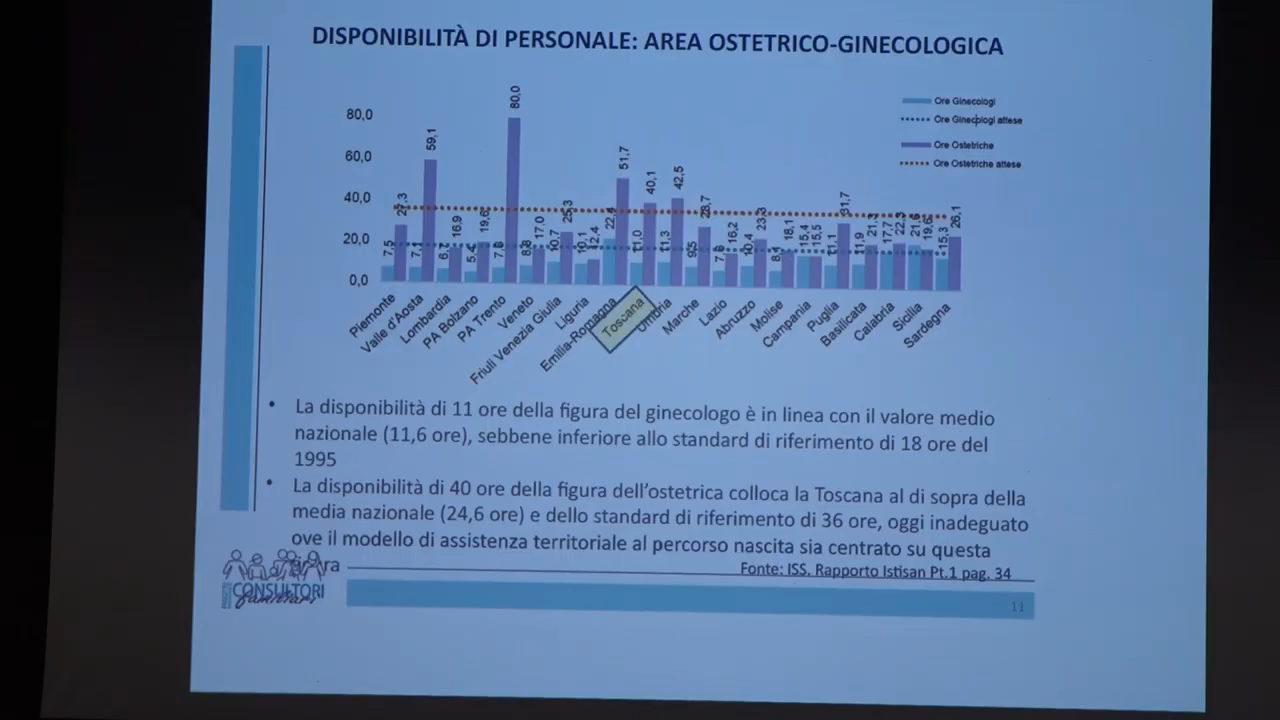 DISPONIBILITÀ DI PERSONALE: AREA OSTETRICO-GINECOLOGICA
80,0
60,0
40,0
20,0
0,0
Ore Ginecologi
Ore Ginecologi attese
Ore Ostetriche
Ore Ostetriche attese
7,5 27,3 7,1 59,1 6,7 16,9 5,4 19,6 7,6 80,0 8,8 17,0 10,7 25,3 10,1 12,4 51,7 11,0 40,1 11,3 42,5 9,5 28,7 16,2 10,4 23,3 18,1 15,4 15,5 11,1 31,7 11,9 17,7 22,3 19,6 15,3 26,1
Piemonte
Valle d'Aosta
Lombardia
PA Bolzano
PA Trento
Veneto
Friuli Venezia Giulia
Liguria
Emilia-Romagna
Toscana
Umbria
Marche
Lazio
Abruzzo
Molise
Campania
Puglia
Basilicata
Calabria
Sicilia
Sardegna
• La disponibilità di 11 ore della figura del ginecologo è in linea con il valore medio
nazionale (11,6 ore), sebbene inferiore allo standard di riferimento di 18 ore del
1995
• La disponibilità di 40 ore della figura dell'ostetrica colloca la Toscana al di sopra della
media nazionale (24,6 ore) e dello standard di riferimento di 36 ore, oggi inadeguato
ove il modello di assistenza territoriale al percorso nascita sia centrato su questa
Fonte: ISS, Rapporto Istisan Pt.1 pag. 34
CONSULTORI
familiari
11